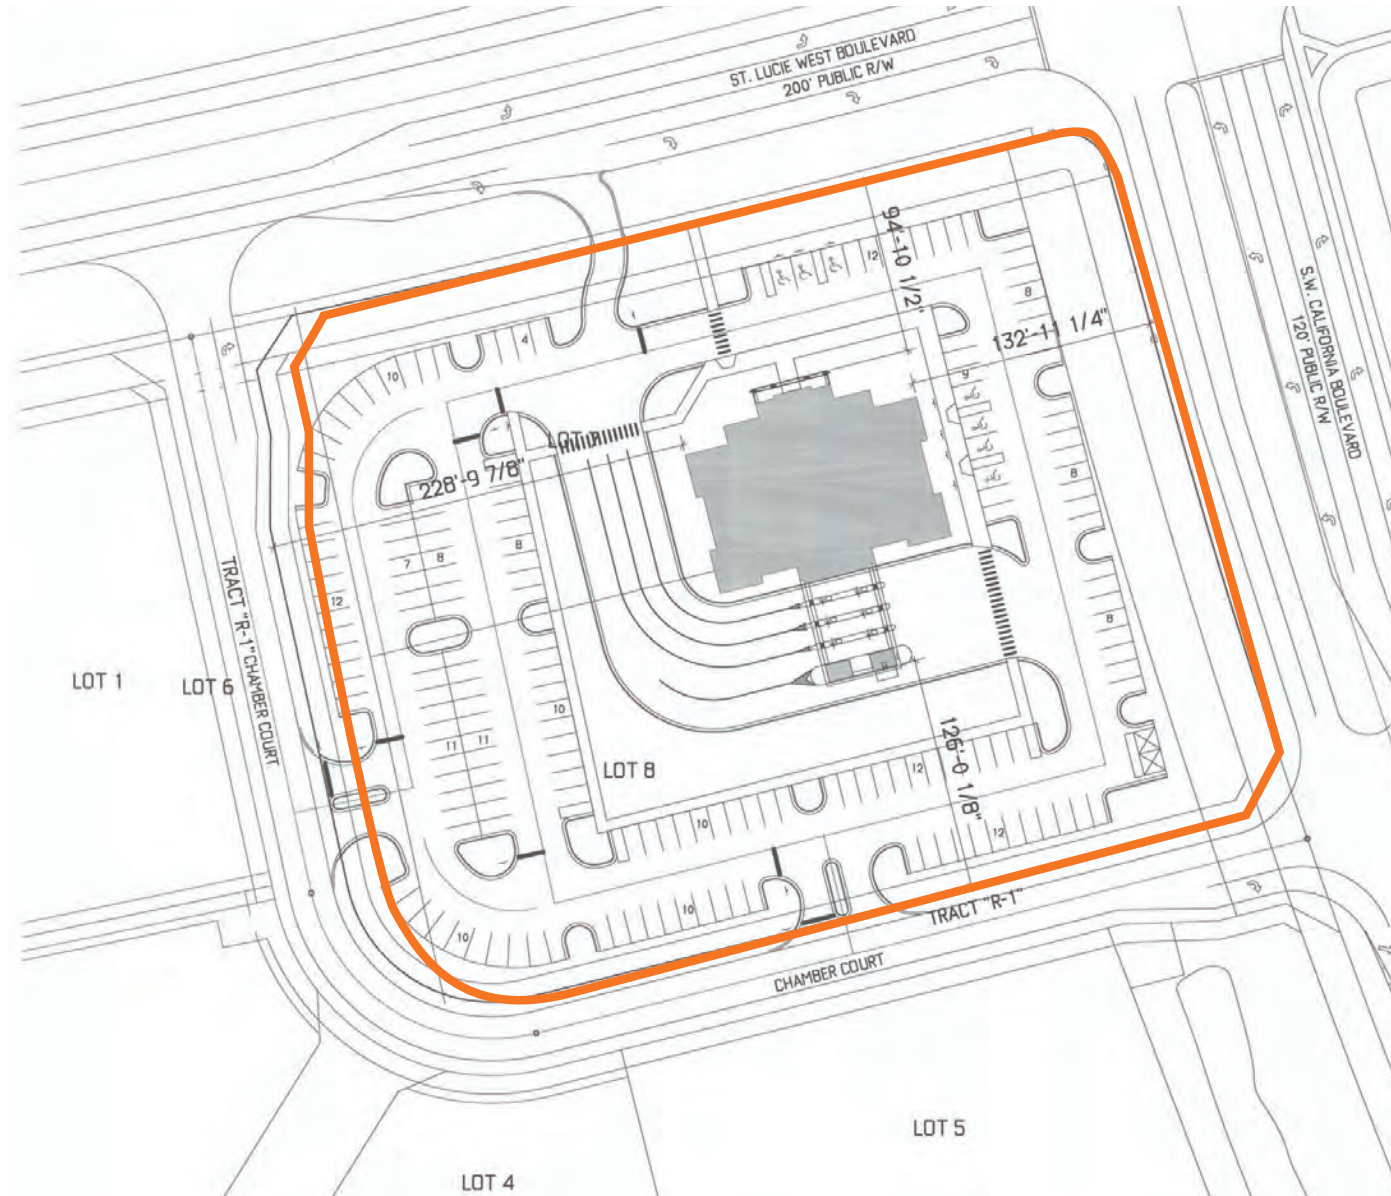 ST. LUCIE WEST BOULEVARD
200' PUBLIC R/W
94'-10 1/2"
12
8
132'-11 1/4"
S.W. CALIFORNIA BOULEVARD
120' PUBLIC R/W
4
10
9
LOT
228'-9 7/8"
8
7
8
8
12
8
TRACT "R-1" CHAMBER COURT
LOT 1
LOT 6
10
11
11
LOT 8
126'-0 1/8"
12
10
12
10
10
TRACT "R-1"
CHAMBER COURT
LOT 5
LOT 4